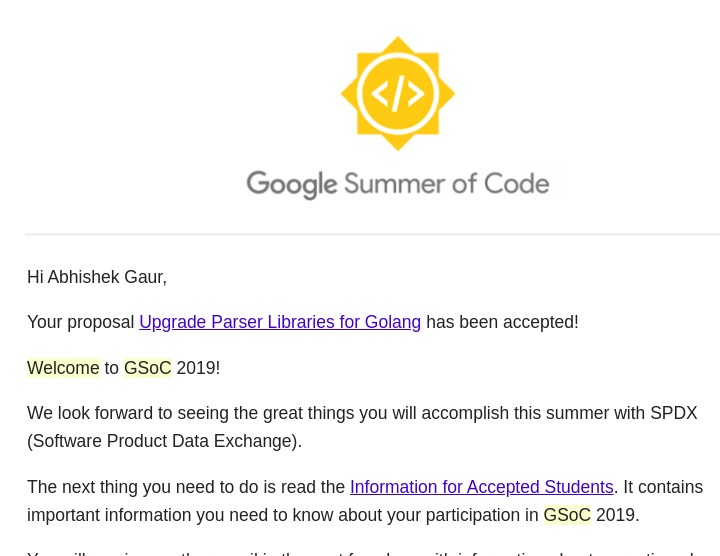 </>
Google Summer of Code
Hi Abhishek Gaur,
Your proposal Upgrade Parser Libraries for Golang has been accepted!
Welcome to GSoC 2019!
We look forward to seeing the great things you will accomplish this summer with SPDX
(Software Product Data Exchange).
The next thing you need to do is read the Information for Accepted Students. It contains
important information you need to know about your participation in GSoC 2019.